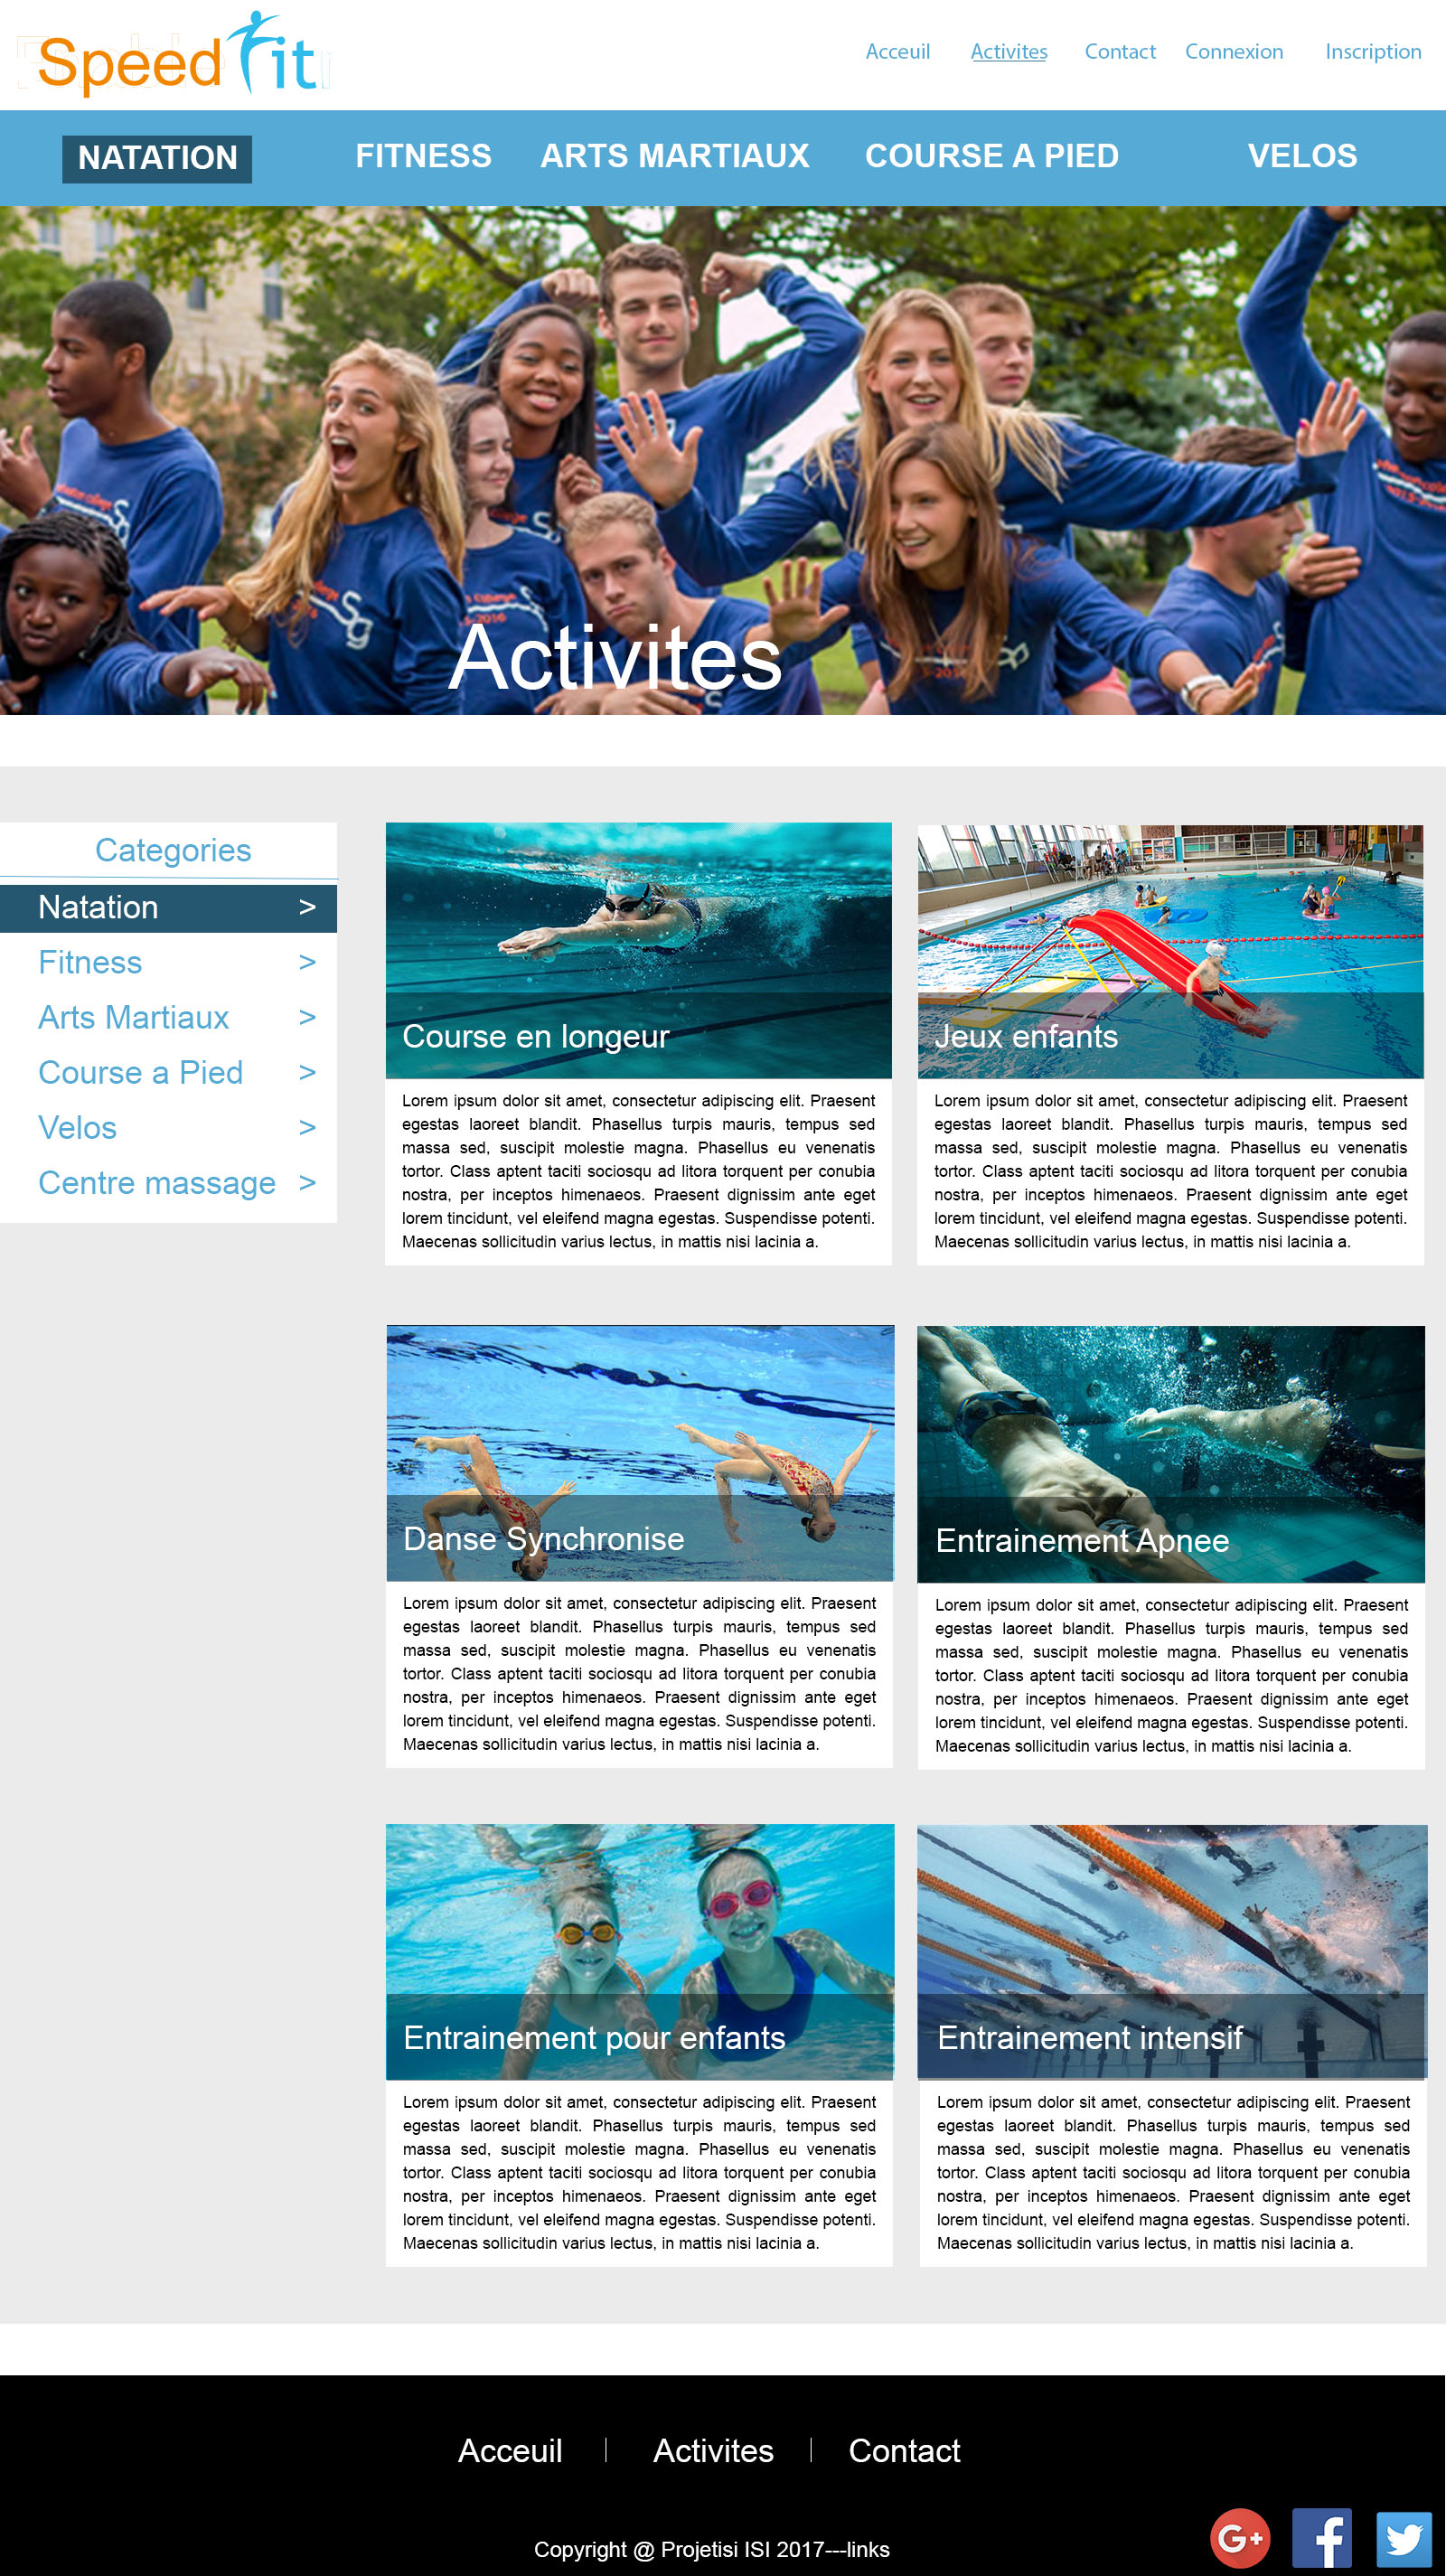 Speed Fit
Acceuil Activites Contact Connexion Inscription
NATATION FITNESS ARTS MARTIAUX COURSE A PIED VELOS
Activites
Categories
Natation >
Fitness >
Arts Martiaux >
Course a Pied >
Velos >
Centre massage >
Course en longeur
Lorem ipsum dolor sit amet, consectetur adipiscing elit. Praesent
egestas laoreet blandit. Phasellus turpis mauris, tempus sed
massa sed, suscipit molestie magna. Phasellus eu venenatis
tortor. Class aptent taciti sociosqu ad litora torquent per conubia
nostra, per inceptos himenaeos. Praesent dignissim ante eget
lorem tincidunt, vel eleifend magna egestas. Suspendisse potenti.
Maecenas sollicitudin varius lectus, in mattis nisi lacinia a.
Jeux enfants
Lorem ipsum dolor sit amet, consectetur adipiscing elit. Praesent
egestas laoreet blandit. Phasellus turpis mauris, tempus sed
massa sed, suscipit molestie magna. Phasellus eu venenatis
tortor. Class aptent taciti sociosqu ad litora torquent per conubia
nostra, per inceptos himenaeos. Praesent dignissim ante eget
lorem tincidunt, vel eleifend magna egestas. Suspendisse potenti.
Maecenas sollicitudin varius lectus, in mattis nisi lacinia a.
Danse Synchronise
Lorem ipsum dolor sit amet, consectetur adipiscing elit. Praesent
egestas laoreet blandit. Phasellus turpis mauris, tempus sed
massa sed, suscipit molestie magna. Phasellus eu venenatis
tortor. Class aptent taciti sociosqu ad litora torquent per conubia
nostra, per inceptos himenaeos. Praesent dignissim ante eget
lorem tincidunt, vel eleifend magna egestas. Suspendisse potenti.
Maecenas sollicitudin varius lectus, in mattis nisi lacinia a.
Entrainement Apnee
Lorem ipsum dolor sit amet, consectetur adipiscing elit. Praesent
egestas laoreet blandit. Phasellus turpis mauris, tempus sed
massa sed, suscipit molestie magna. Phasellus eu venenatis
tortor. Class aptent taciti sociosqu ad litora torquent per conubia
nostra, per inceptos himenaeos. Praesent dignissim ante eget
lorem tincidunt, vel eleifend magna egestas. Suspendisse potenti.
Maecenas sollicitudin varius lectus, in mattis nisi lacinia a.
Entrainement pour enfants
Lorem ipsum dolor sit amet, consectetur adipiscing elit. Praesent
egestas laoreet blandit. Phasellus turpis mauris, tempus sed
massa sed, suscipit molestie magna. Phasellus eu venenatis
tortor. Class aptent taciti sociosqu ad litora torquent per conubia
nostra, per inceptos himenaeos. Praesent dignissim ante eget
lorem tincidunt, vel eleifend magna egestas. Suspendisse potenti.
Maecenas sollicitudin varius lectus, in mattis nisi lacinia a.
Entrainement intensif
Lorem ipsum dolor sit amet, consectetur adipiscing elit. Praesent
egestas laoreet blandit. Phasellus turpis mauris, tempus sed
massa sed, suscipit molestie magna. Phasellus eu venenatis
tortor. Class aptent taciti sociosqu ad litora torquent per conubia
nostra, per inceptos himenaeos. Praesent dignissim ante eget
lorem tincidunt, vel eleifend magna egestas. Suspendisse potenti.
Maecenas sollicitudin varius lectus, in mattis nisi lacinia a.
Acceuil | Activites | Contact
Copyright @ Projetisi ISI 2017---links
G+ f